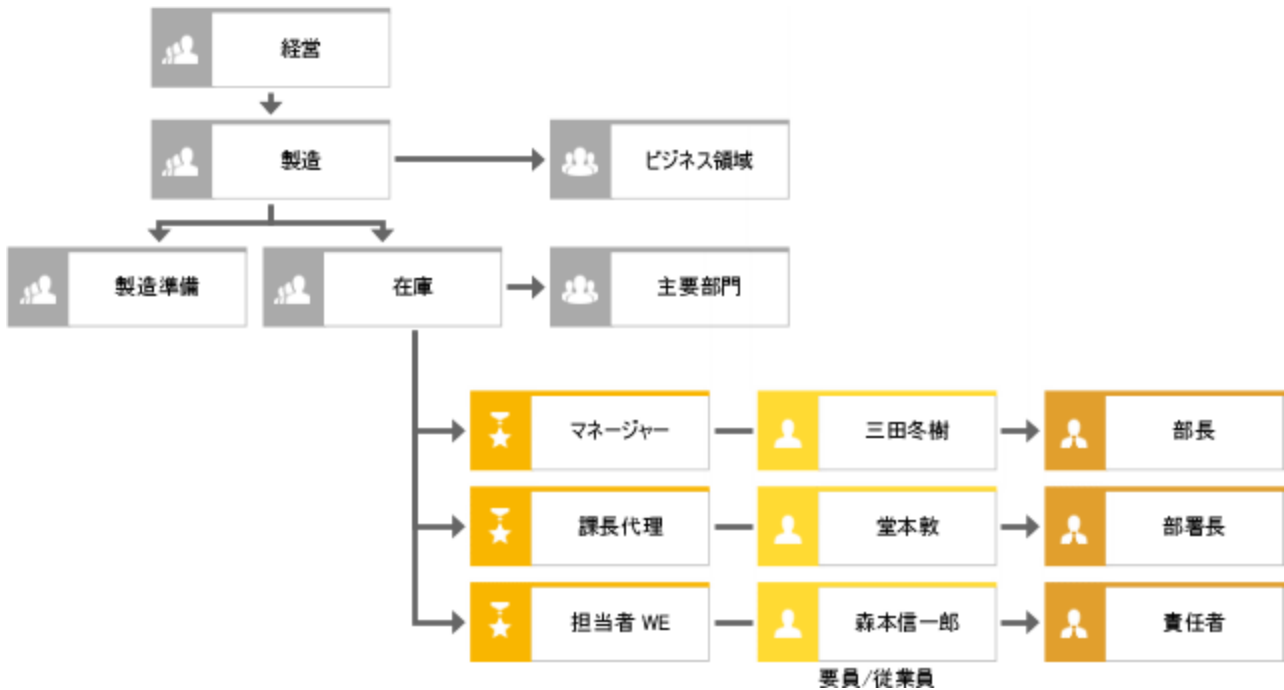 経営
製造
ビジネス領域
製造準備
在庫
主要部門
マネージャー
三田冬樹
部長
課長代理
堂本敦
部署長
担当者 WE
森本信一郎
責任者
要員/従業員